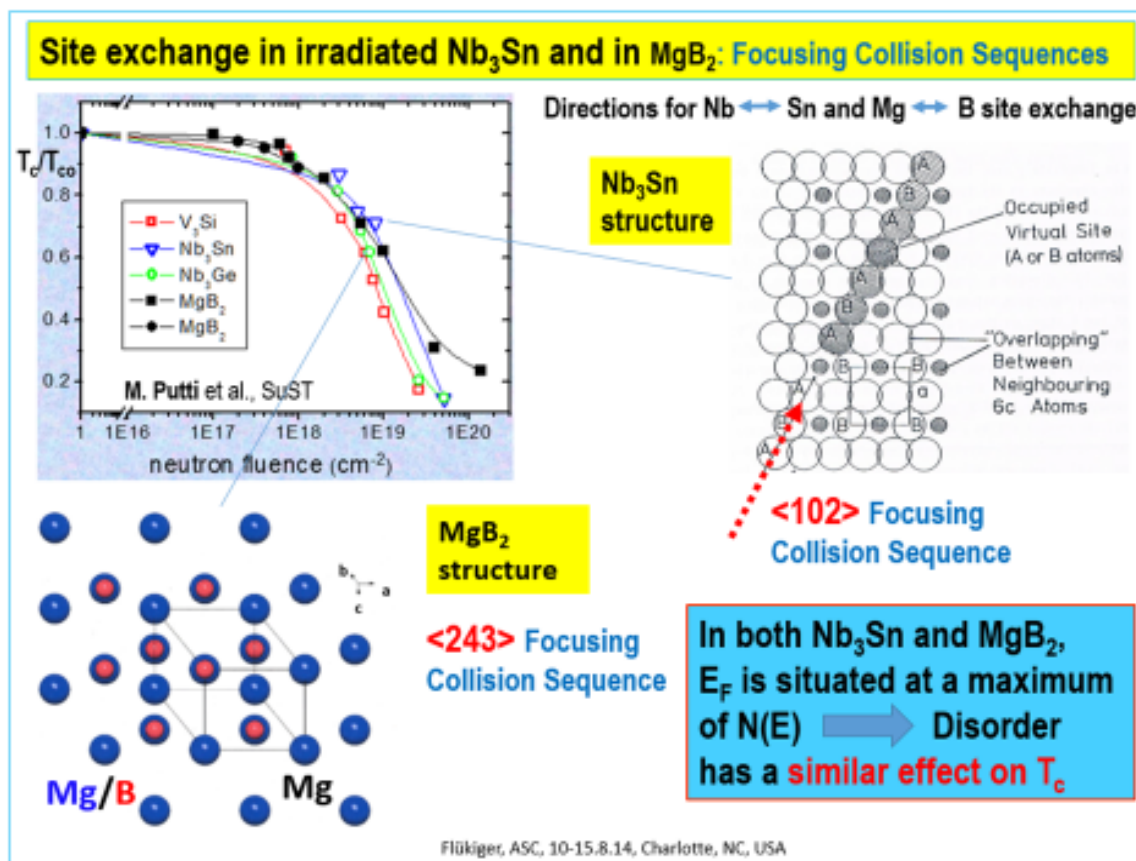 Site exchange in irradiated Nb₃Sn and in MgB₂: Focusing Collision Sequences
Directions for Nb ↔ Sn and Mg ↔ B site exchange
1.0
T_c/T_co
0.8
0.6
0.4
0.2
V₃Si
Nb₃Sn
Nb₃Ge
MgB₂
MgB₂
M. Putti et al., SuST
1 1E16 1E17 1E18 1E19 1E20
neutron fluence (cm⁻²)
Nb₃Sn
structure
A
B
A
B
A
B
A
B B
A a
B B B
A
Occupied
Virtual Site
(A or B atoms)
"Overlapping"
Between
Neighbouring
6c Atoms
<102> Focusing
Collision Sequence
MgB₂
structure
b
a
c
<243> Focusing
Collision Sequence
Mg/B
Mg
In both Nb₃Sn and MgB₂,
E_F is situated at a maximum
of N(E) Disorder
has a similar effect on T_c
Flükiger, ASC, 10-15.8.14, Charlotte, NC, USA